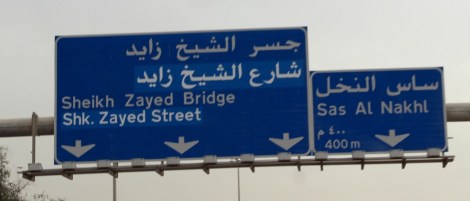 جسر الشيخ زايد
شارع الشيخ زايد
Sheikh Zayed Bridge
Shk. Zayed Street
ساس النخل
Sas Al Nakhl
٤٠٠ م
400 m